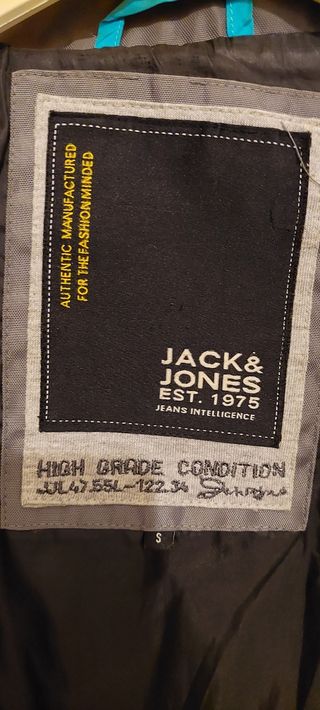 AUTHENTIC MANUFACTURED
FOR THE FASHION MINDED
JACK&
JONES
EST. 1975
JEANS INTELLIGENCE
HIGH GRADE CONDITION
JJL47.55L-122.34
S